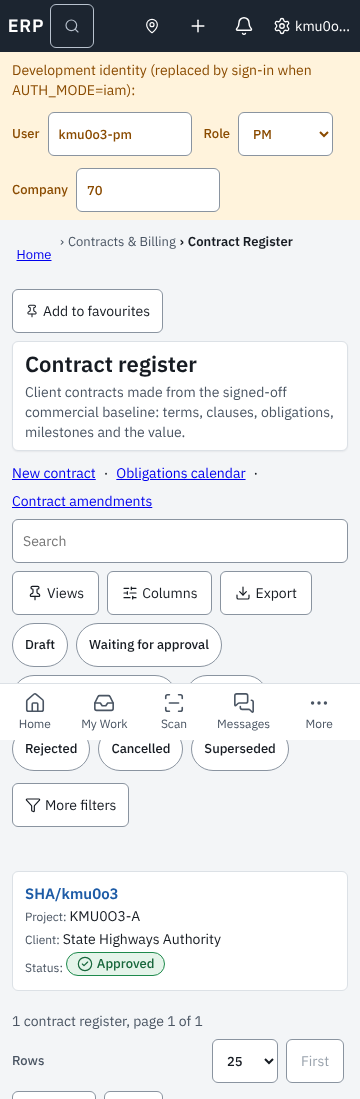 ERP
kmu0o...
Development identity (replaced by sign-in when
AUTH_MODE=iam):
User kmu0o3-pm Role PM
Company 70
Home › Contracts & Billing › Contract Register
Add to favourites
Contract register
Client contracts made from the signed-off
commercial baseline: terms, clauses, obligations,
milestones and the value.
New contract · Obligations calendar ·
Contract amendments
Search
Views Columns Export
Draft Waiting for approval
Home My Work Scan Messages More
Rejected Cancelled Superseded
More filters
SHA/kmu0o3
Project: KMU0O3-A
Client: State Highways Authority
Status: Approved
1 contract register, page 1 of 1
Rows 25 First